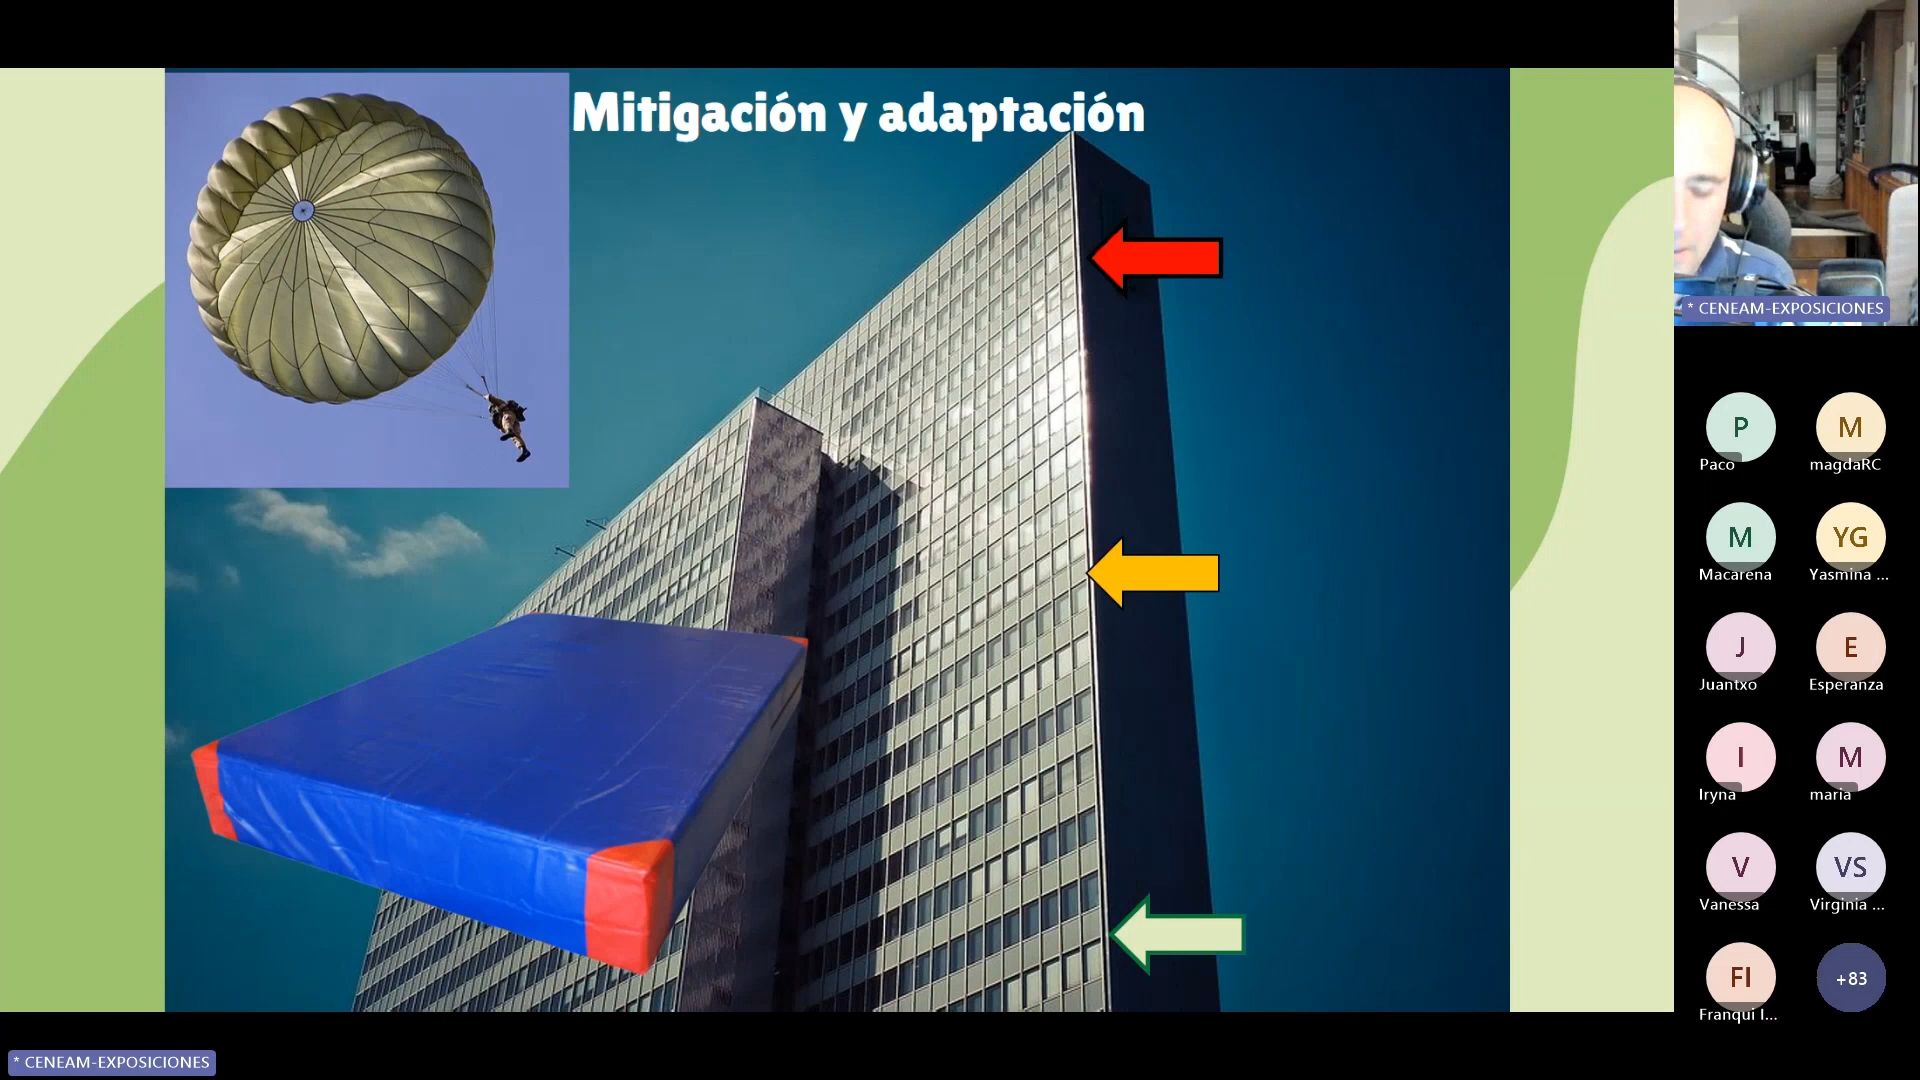 Mitigación y adaptación
* CENEAM-EXPOSICIONES
P
Paco
M
magdaRC
M
Macarena
YG
Yasmina ...
J
Juantxo
E
Esperanza
I
Iryna
M
maria
V
Vanessa
VS
Virginia ...
FI
Franqui I...
+83
* CENEAM-EXPOSICIONES